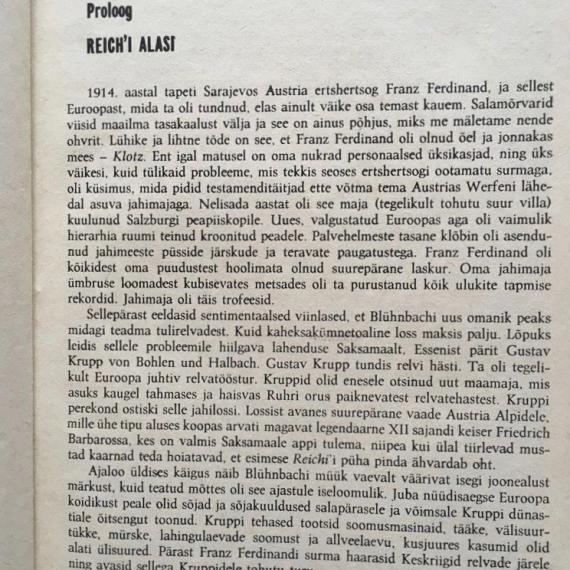 Proloog
REICH'I ALASI
1914. aastal tapeti Sarajevos Austria ertshertsog Franz Ferdinand, ja sellest
Euroopast, mida ta oli tundnud, elas ainult väike osa temast kauem. Salamõrvarid
viisid maailma tasakaalust välja ja see on ainus põhjus, miks me mäletame nende
ohvrit. Lühike ja lihtne tõde on see, et Franz Ferdinand oli olnud õel ja jonnakas
mees – Klotz. Ent igal matusel on oma nukrad personaalsed üksikasjad, ning üks
väikesi, kuid tülikaid probleeme, mis tekkis seoses ertshertsogi ootamatu surmaga,
oli küsimus, mida pidid testamenditäitjad ette võtma tema Austrias Werfeni lähe-
dal asuva jahimajaga. Nelisada aastat oli see maja (tegelikult tohutu suur villa)
kuulunud Salzburgi peapiiskopile. Uues, valgustatud Euroopas aga oli vaimulik
hierarhia ruumi teinud kroonitud peadele. Palvehelmeste tasane klõbin oli asendu-
nud jahimeeste püsside järskude ja teravate paugatustega. Franz Ferdinand oli
kõikidest oma puudustest hoolimata olnud suurepärane laskur. Oma jahimaja
ümbruse loomadest kubisevates metsades oli ta purustanud kõik ulukite tapmise
rekordid. Jahimaja oli täis trofeesid.
Sellepärast eeldasid sentimentaalsed viinlased, et Blühnbachi uus omanik peaks
midagi teadma tulirelvadest. Kuid kaheksakümnetoaline loss maksis palju. Lõpuks
leidis sellele probleemile hiilgava lahenduse Saksamaalt, Essenist pärit Gustav
Krupp von Bohlen und Halbach. Gustav Krupp tundis relvi hästi. Ta oli tegeli-
kult Euroopa juhtiv relvatööstur. Kruppid olid enesele otsinud uut maamaja, mis
asuks kaugel tahmases ja haisvas Ruhri orus paiknevatest relvatehastest. Kruppi
perekond ostiski selle jahilossi. Lossist avanes suurepärane vaade Austria Alpidele,
mille ühe tipu aluses koopas arvati magavat legendaarne XII sajandi keiser Friedrich
Barbarossa, kes on valmis Saksamaale appi tulema, niipea kui ülal tiirlevad mus-
tad kaarnad teda hoiatavad, et esimese Reichi'i püha pinda ähvardab oht.
Ajaloo üldises käigus näib Blühnbachi müük vaevalt väärivat isegi joonealust
märkust, kuid teatud mõttes oli see ajastule iseloomulik. Juba nüüdisaegse Euroopa
koidikust peale olid sõjad ja sõjakuuldused salapärasele ja võimsale Kruppi dünas-
tiale õitsengut toonud. Kruppi tehased tootsid soomusmasinaid, tääke, välisuur-
tükke, mürske, lahingulaevade soomust ja allveelaevu, kusjuures kasumid olid
alati ülisuured. Pärast Franz Ferdinandi surma haarasid Keskriigid relvade järele
ning avasid sellega Kruppidele tohutu